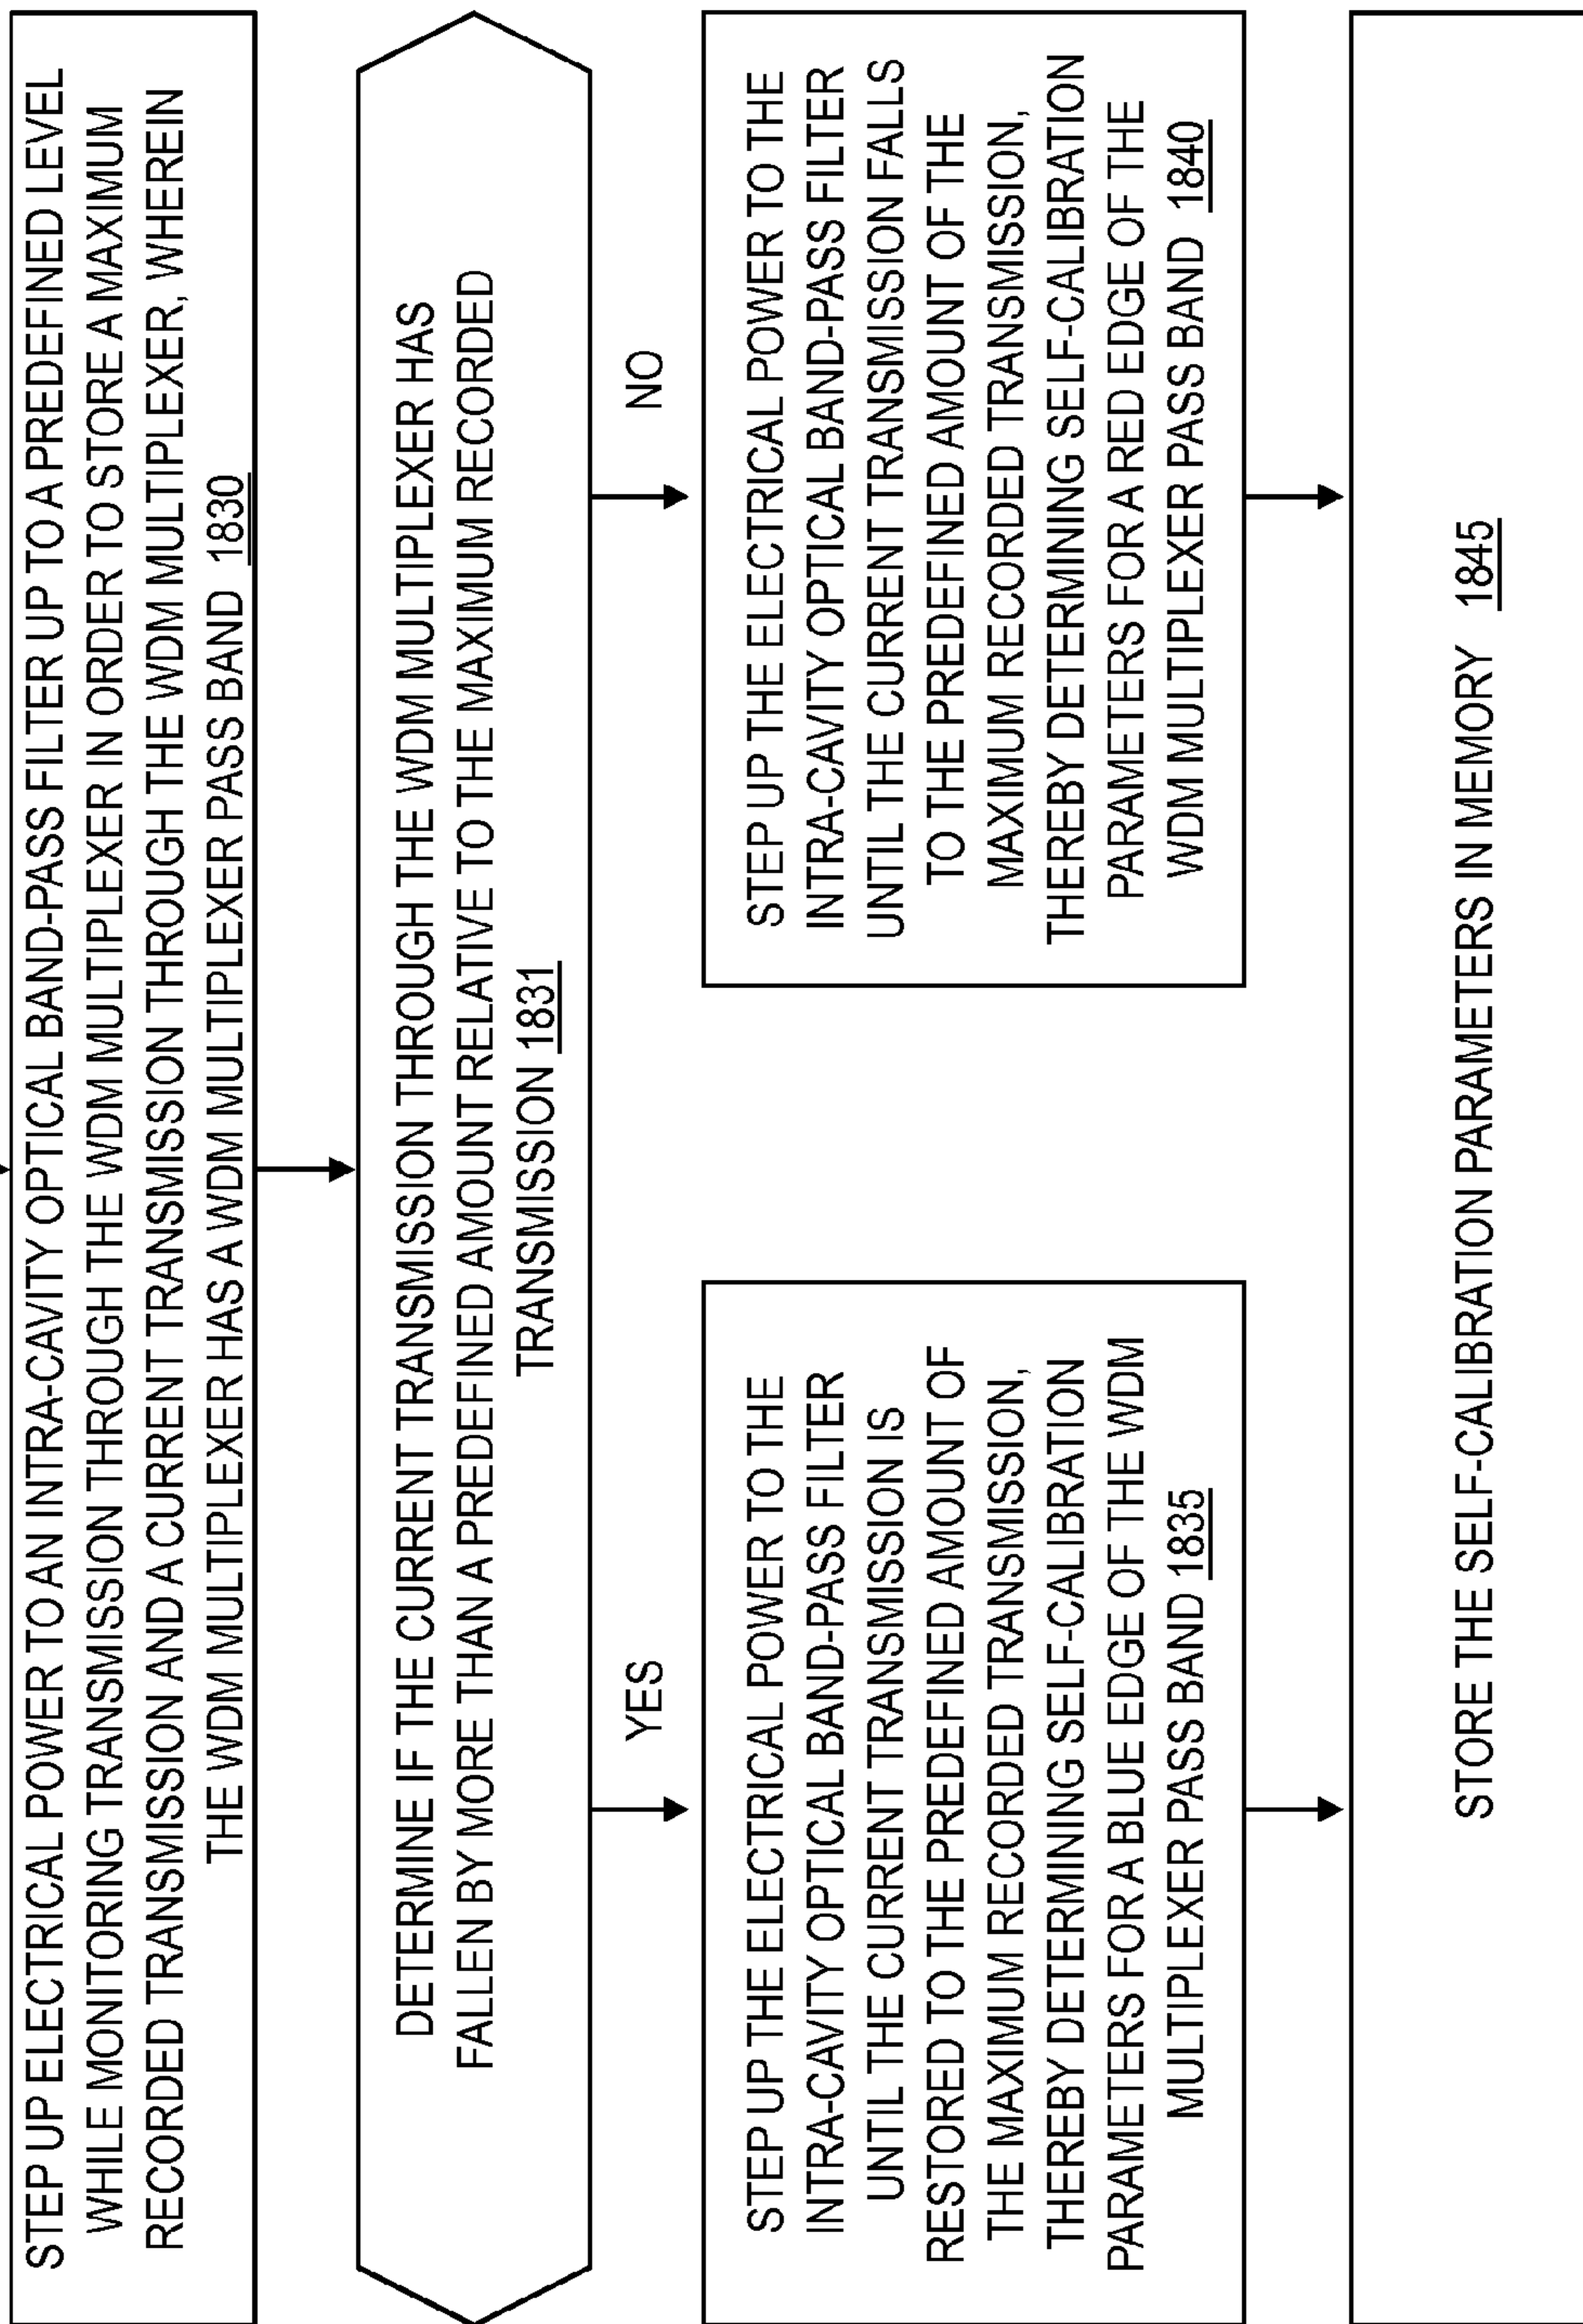 STEP UP ELECTRICAL POWER TO AN INTRA-CAVITY OPTICAL BAND-PASS FILTER UP TO A PREDEFINED LEVEL
WHILE MONITORING TRANSMISSION THROUGH THE WDM MULTIPLEXER IN ORDER TO STORE A MAXIMUM
RECORDED TRANSMISSION AND A CURRENT TRANSMISSION THROUGH THE WDM MULTIPLEXER, WHEREIN
THE WDM MULTIPLEXER HAS A WDM MULTIPLEXER PASS BAND 1830
DETERMINE IF THE CURRENT TRANSMISSION THROUGH THE WDM MULTIPLEXER HAS
FALLEN BY MORE THAN A PREDEFINED AMOUNT RELATIVE TO THE MAXIMUM RECORDED
TRANSMISSION 1831
YES
NO
STEP UP THE ELECTRICAL POWER TO THE
INTRA-CAVITY OPTICAL BAND-PASS FILTER
UNTIL THE CURRENT TRANSMISSION IS
RESTORED TO THE PREDEFINED AMOUNT OF
THE MAXIMUM RECORDED TRANSMISSION,
THEREBY DETERMINING SELF-CALIBRATION
PARAMETERS FOR A BLUE EDGE OF THE WDM
MULTIPLEXER PASS BAND 1835
STEP UP THE ELECTRICAL POWER TO THE
INTRA-CAVITY OPTICAL BAND-PASS FILTER
UNTIL THE CURRENT TRANSMISSION FALLS
TO THE PREDEFINED AMOUNT OF THE
MAXIMUM RECORDED TRANSMISSION,
THEREBY DETERMINING SELF-CALIBRATION
PARAMETERS FOR A RED EDGE OF THE
WDM MULTIPLEXER PASS BAND 1840
STORE THE SELF-CALIBRATION PARAMETERS IN MEMORY 1845